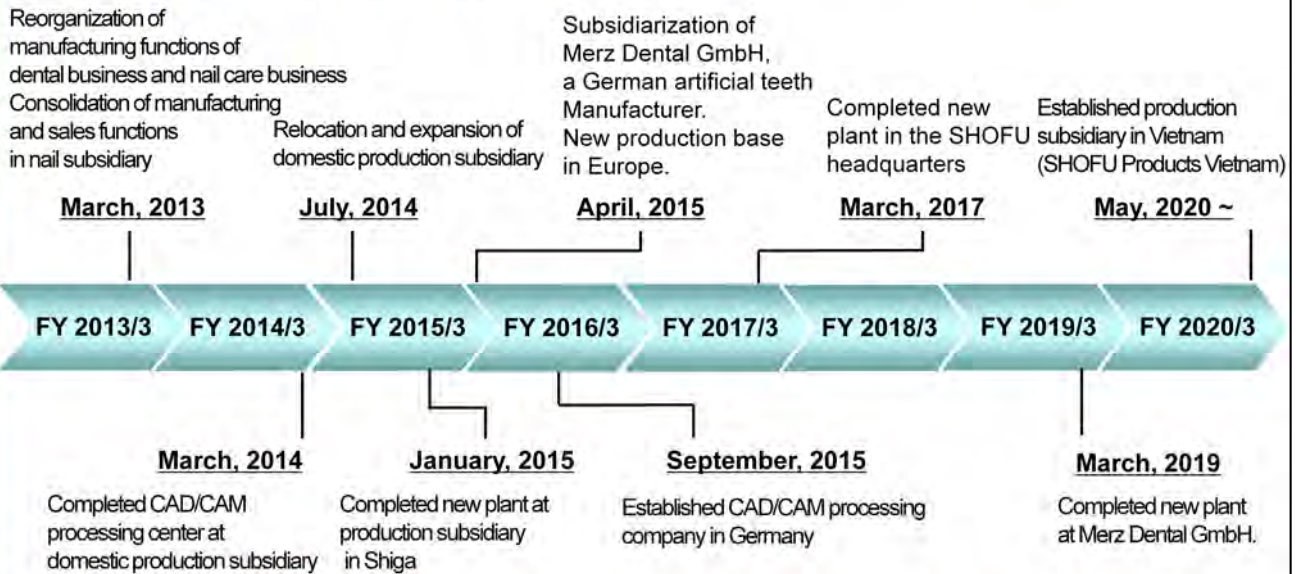 Reorganization of
manufacturing functions of
dental business and nail care business
Consolidation of manufacturing
and sales functions
in nail subsidiary
March, 2013
Relocation and expansion of
domestic production subsidiary
July, 2014
Subsidiarization of
Merz Dental GmbH,
a German artificial teeth
Manufacturer.
New production base
in Europe.
April, 2015
Completed new
plant in the SHOFU
headquarters
March, 2017
Established production
subsidiary in Vietnam
(SHOFU Products Vietnam)
May, 2020 ~
FY 2013/3
FY 2014/3
FY 2015/3
FY 2016/3
FY 2017/3
FY 2018/3
FY 2019/3
FY 2020/3
March, 2014
Completed CAD/CAM
processing center at
domestic production subsidiary
January, 2015
Completed new plant at
production subsidiary
in Shiga
September, 2015
Established CAD/CAM processing
company in Germany
March, 2019
Completed new plant
at Merz Dental GmbH.